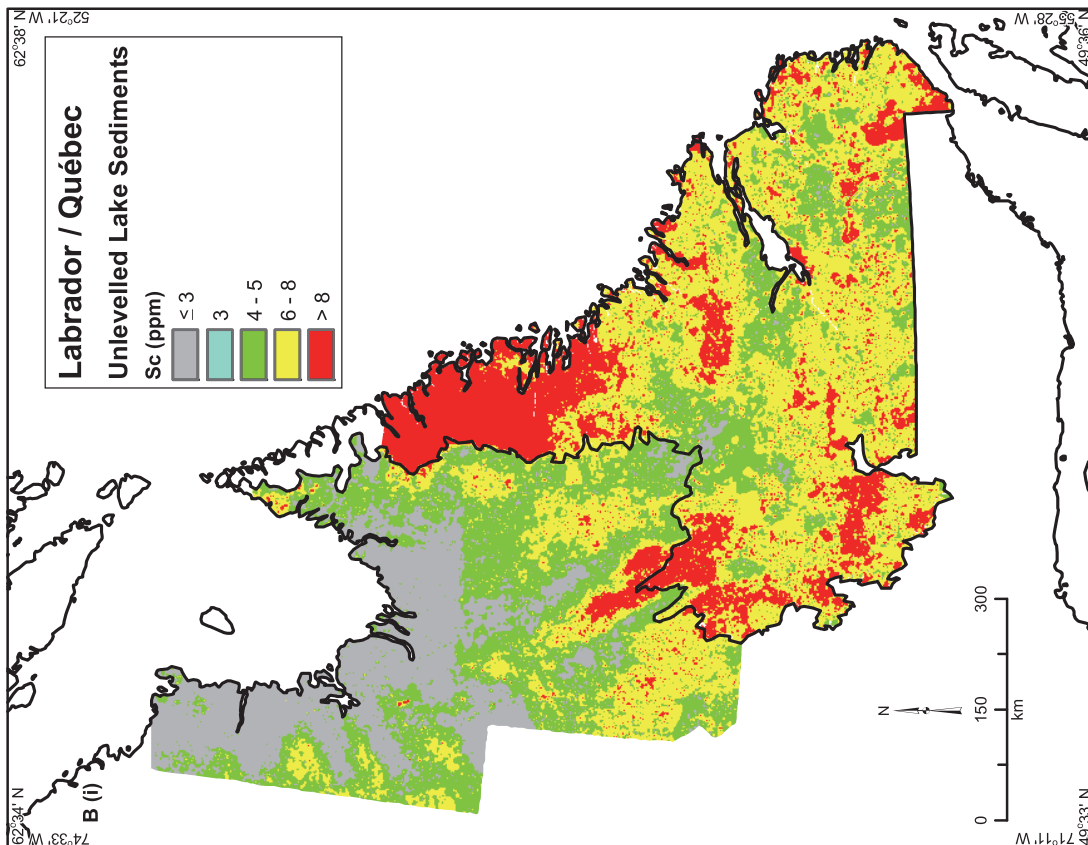 62°38' N
52°21' W
Labrador / Québec
Unlevelled Lake Sediments
Sc (ppm)
≤ 3
3
4 - 5
6 - 8
> 8
B (i)
62°34' N
74°33' W
N
0 150 300
km
55°28' W
49°36' N
71°11' W
49°33' N